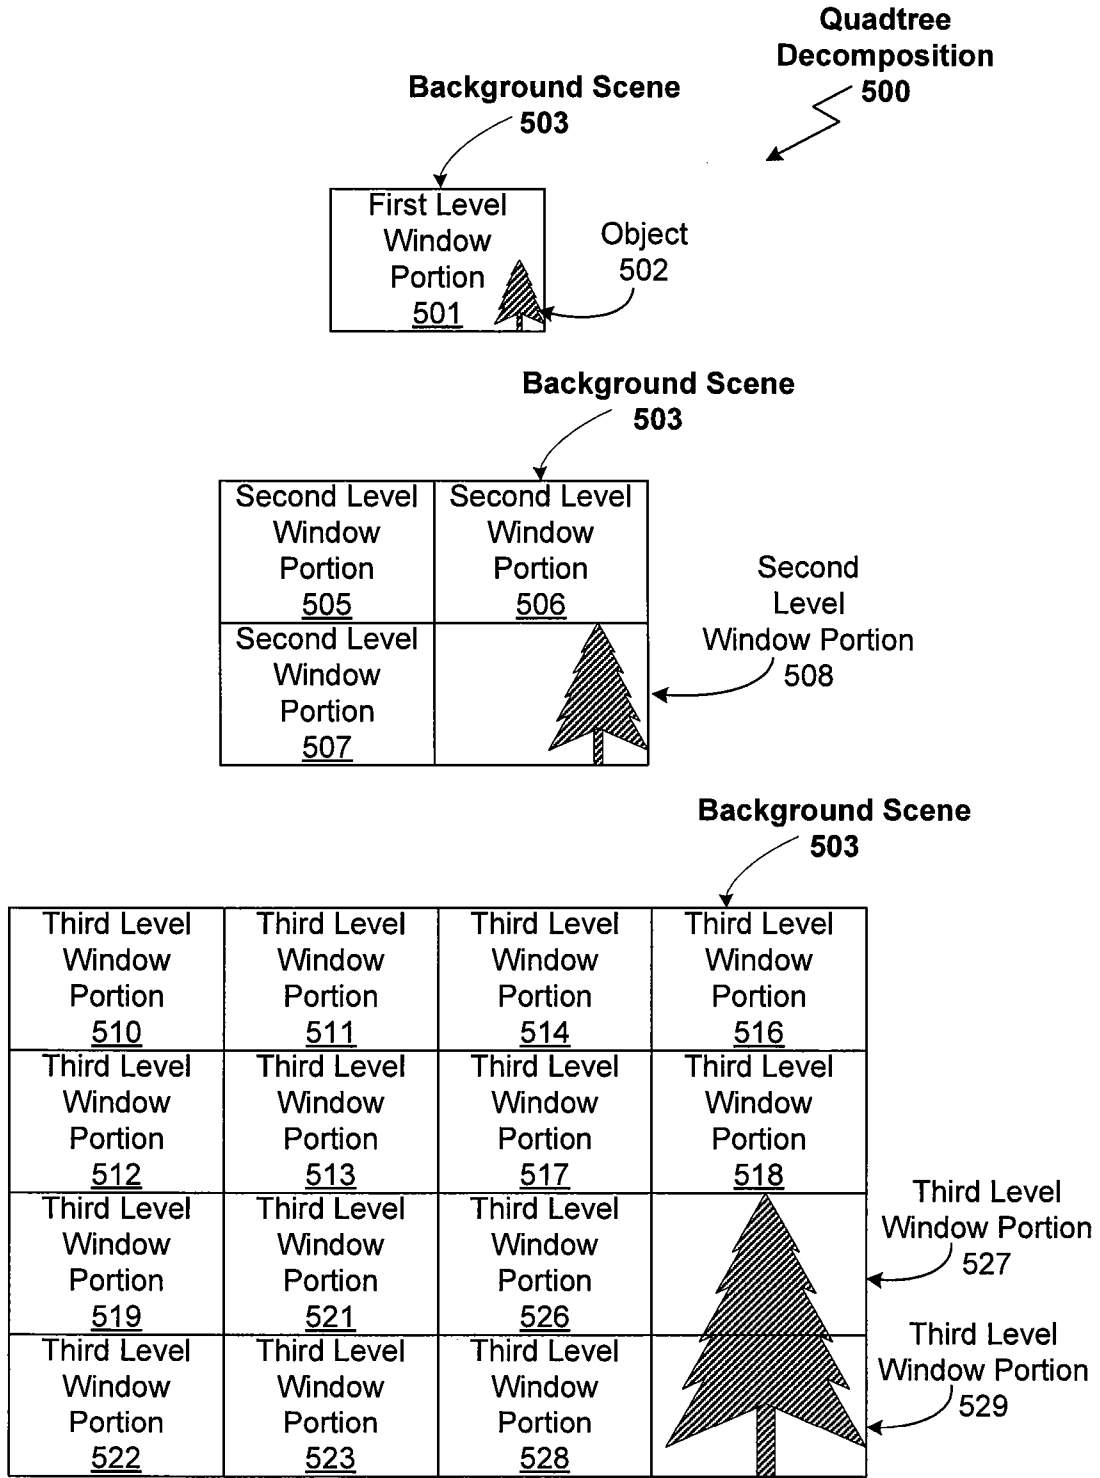 Quadtree
Decomposition
500
Background Scene
503
First Level
Window
Portion
501
Object
502
Background Scene
503
Second Level
Window
Portion
505
Second Level
Window
Portion
506
Second Level
Window
Portion
507
Second
Level
Window Portion
508
Background Scene
503
Third Level
Window
Portion
510
Third Level
Window
Portion
511
Third Level
Window
Portion
514
Third Level
Window
Portion
516
Third Level
Window
Portion
512
Third Level
Window
Portion
513
Third Level
Window
Portion
517
Third Level
Window
Portion
518
Third Level
Window
Portion
519
Third Level
Window
Portion
521
Third Level
Window
Portion
526
Third Level
Window Portion
527
Third Level
Window
Portion
522
Third Level
Window
Portion
523
Third Level
Window
Portion
528
Third Level
Window Portion
529